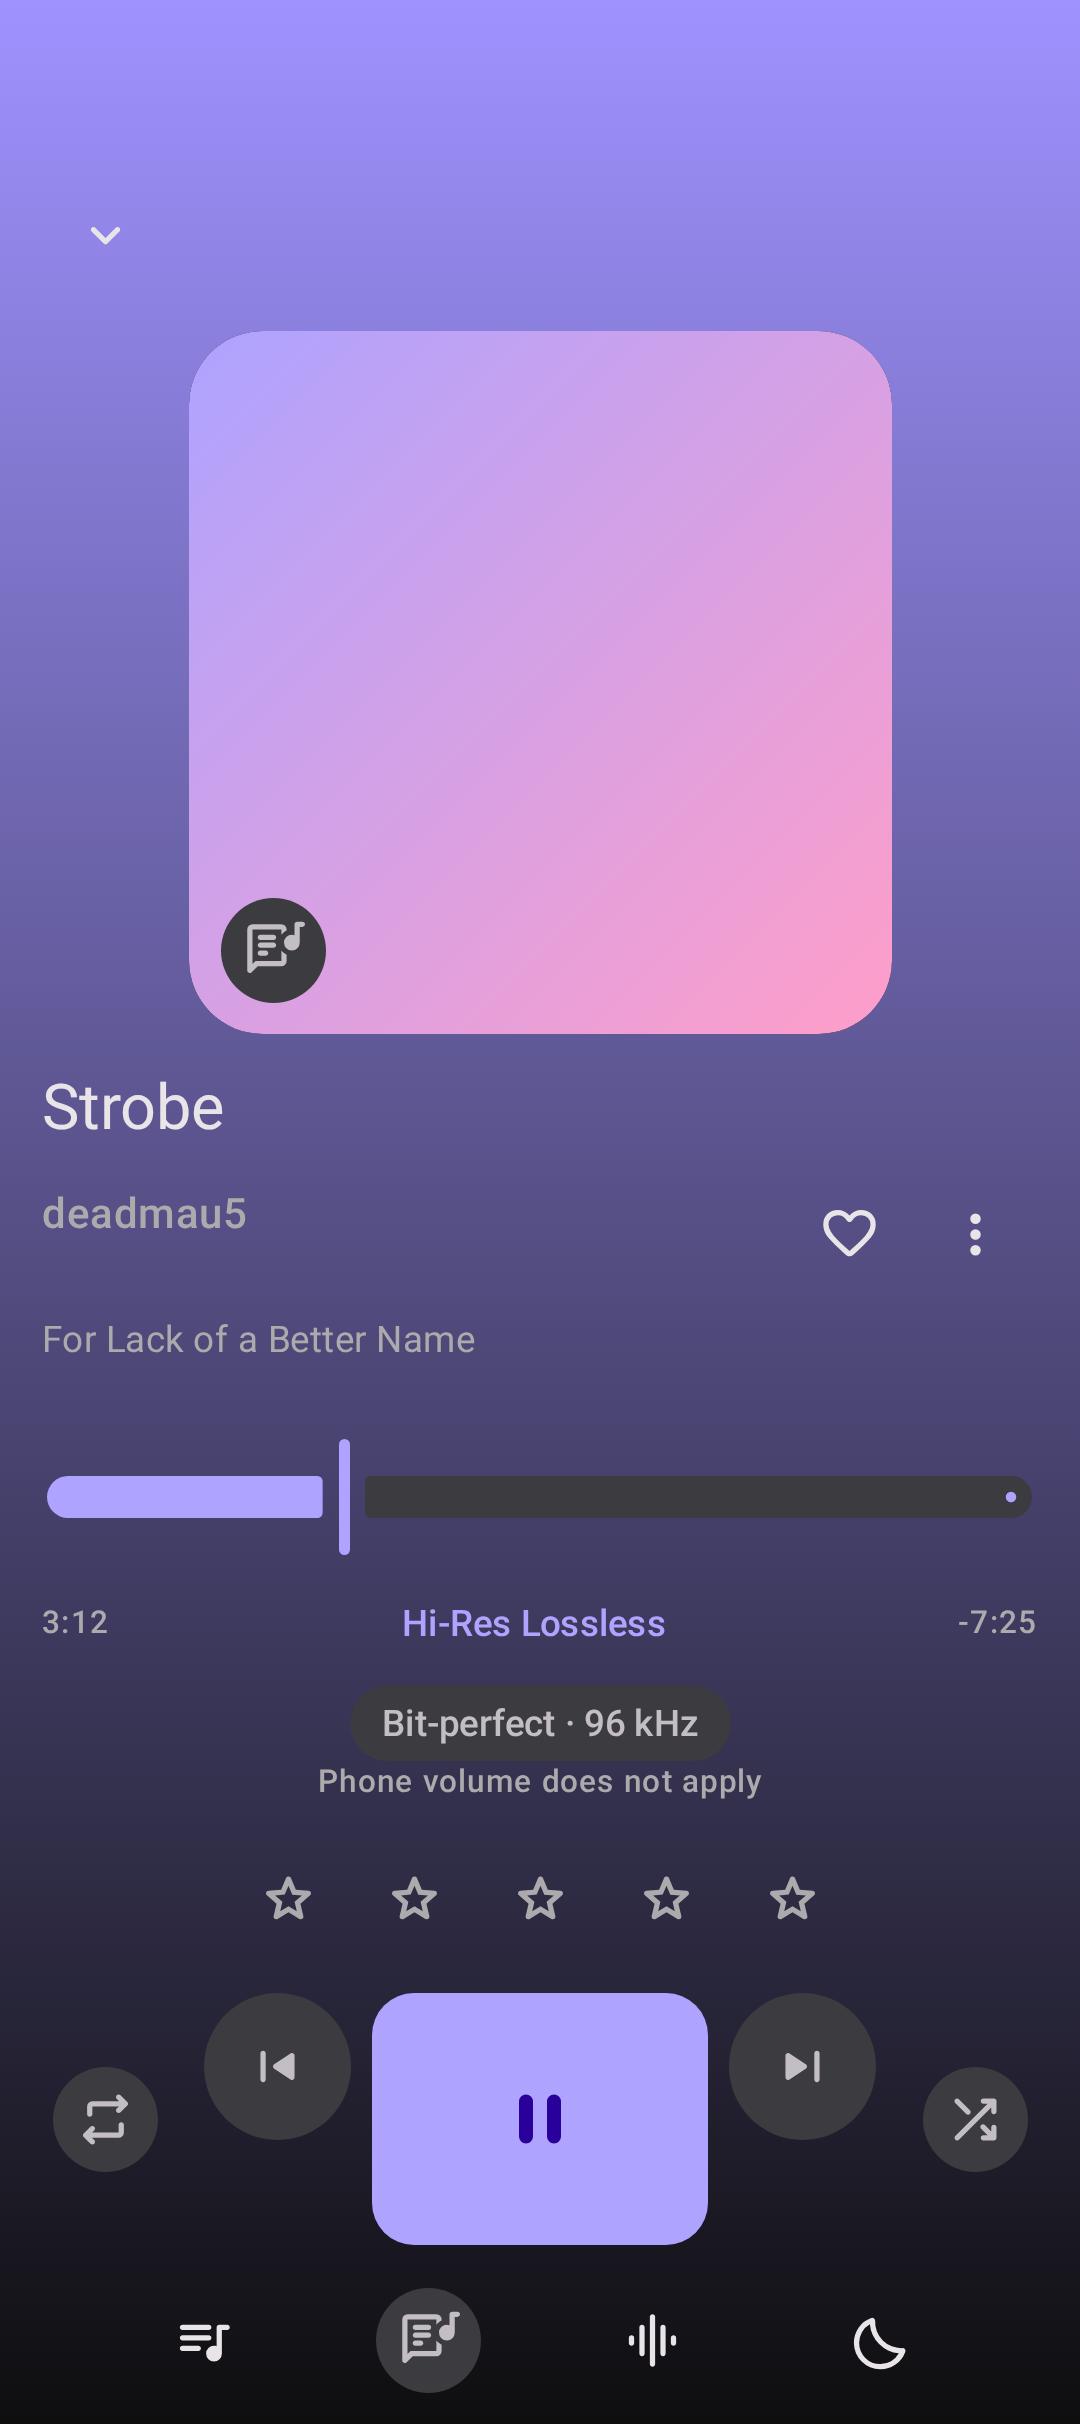 Strobe
deadmau5
For Lack of a Better Name
3:12
Hi-Res Lossless
-7:25
Bit-perfect · 96 kHz
Phone volume does not apply